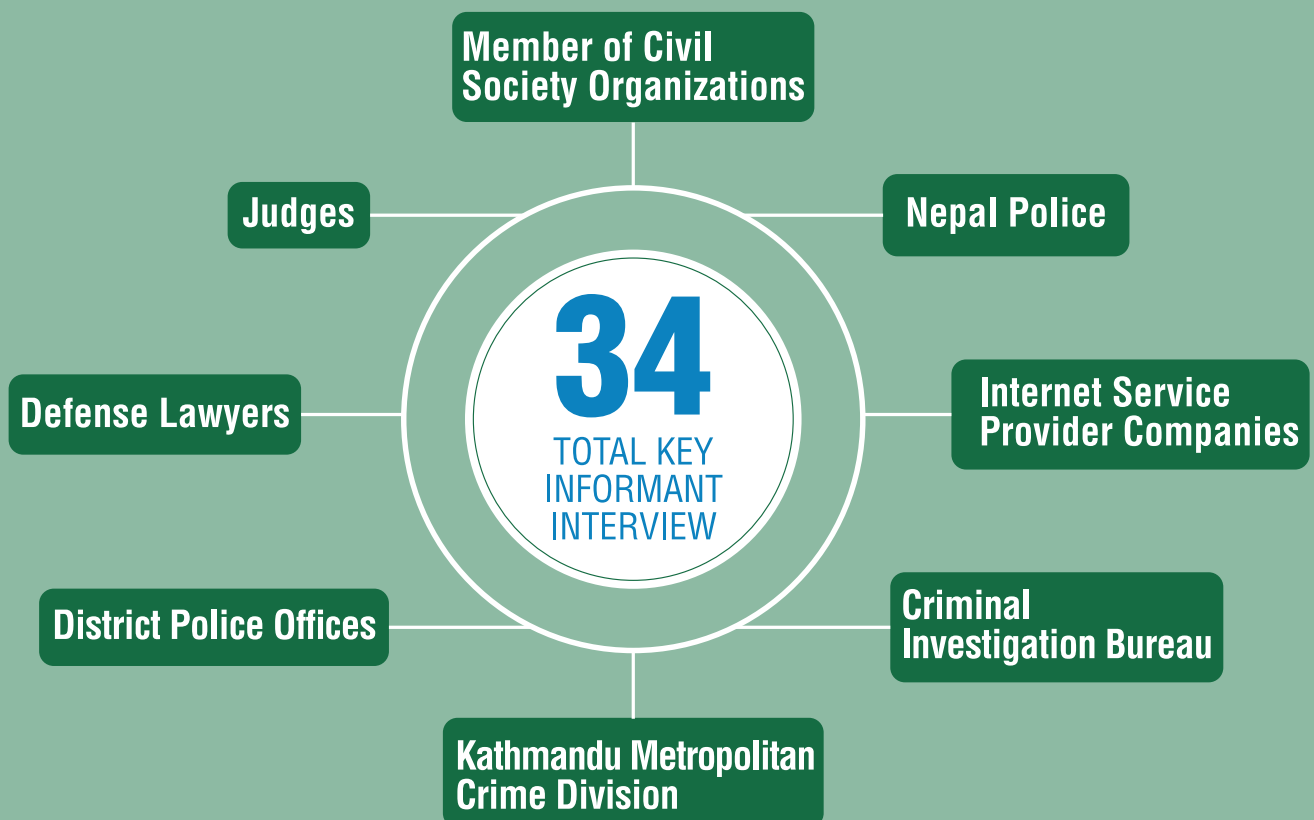 Member of Civil
Society Organizations
Judges
Nepal Police
34
TOTAL KEY
INFORMANT
INTERVIEW
Defense Lawyers
Internet Service
Provider Companies
District Police Offices
Criminal
Investigation Bureau
Kathmandu Metropolitan
Crime Division